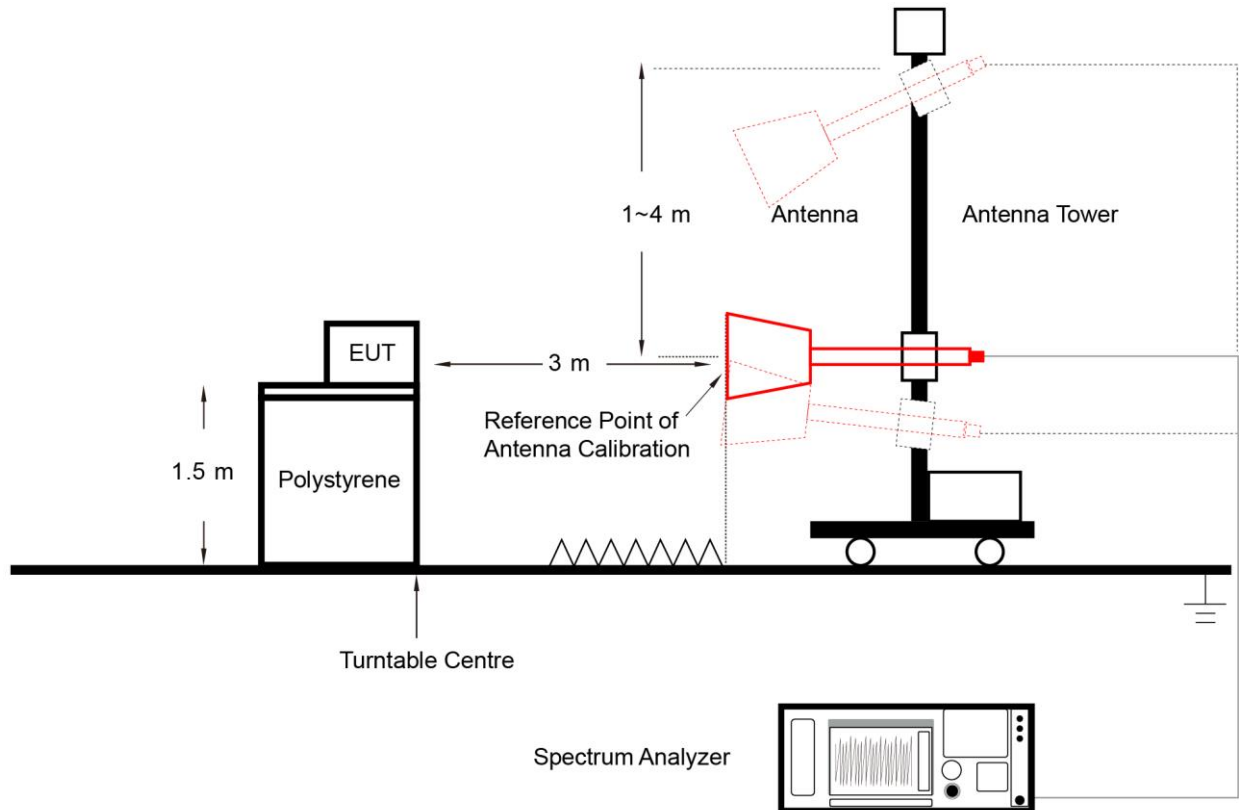 1~4 m
Antenna
Antenna Tower
EUT
3 m
Reference Point of
Antenna Calibration
1.5 m
Polystyrene
Turntable Centre
Spectrum Analyzer